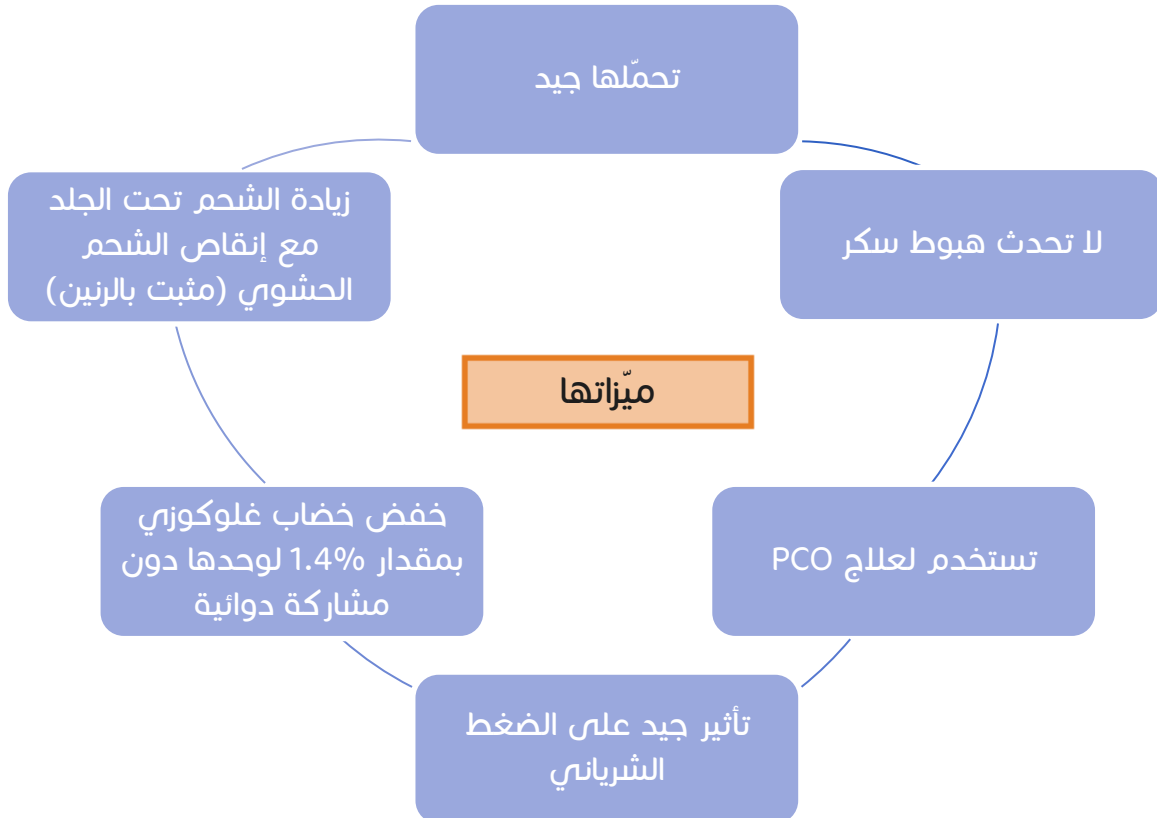 تحمّلها جيد
لا تحدث هبوط سكر
زيادة الشحم تحت الجلد
مع إنقاص الشحم
الحشوي (مثبت بالرنين)
ميّزاتها
تستخدم لعلاج PCO
خفض خضاب غلوكوزي
بمقدار 1.4% لوحدها دون
مشاركة دوائية
تأثير جيد على الضغط
الشرياني